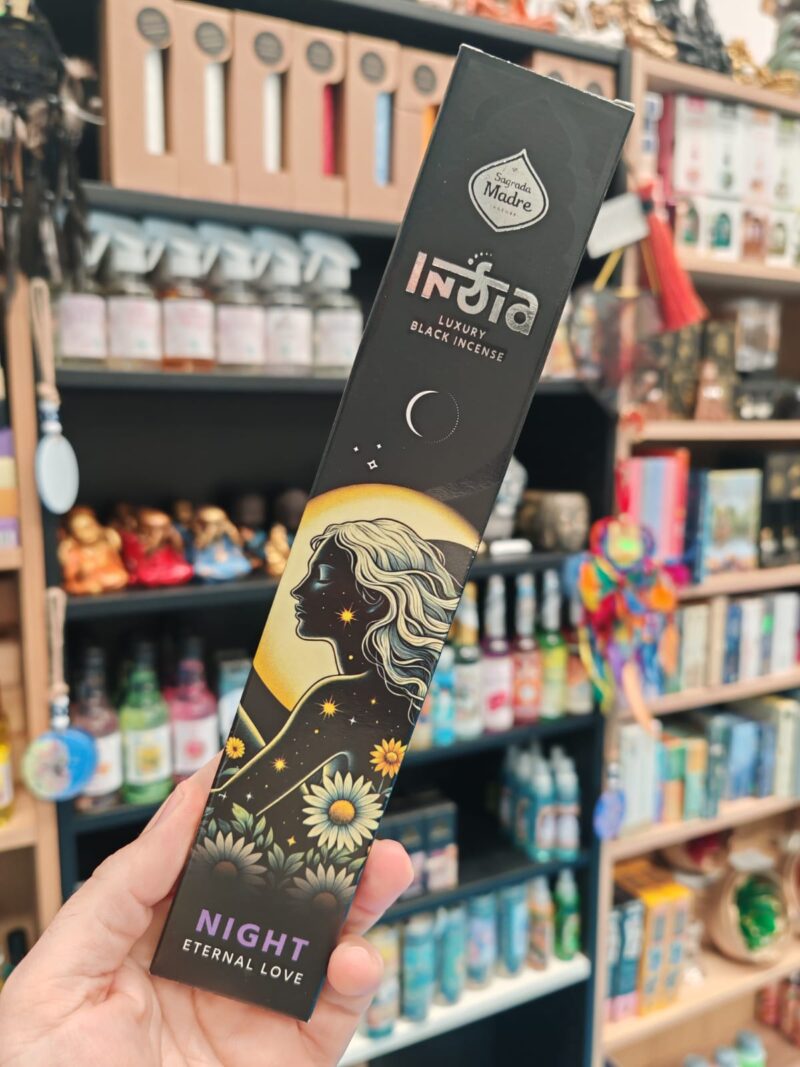 Sagrada
Madre
INDIA
LUXURY
BLACK INCENSE
NIGHT
ETERNAL LOVE